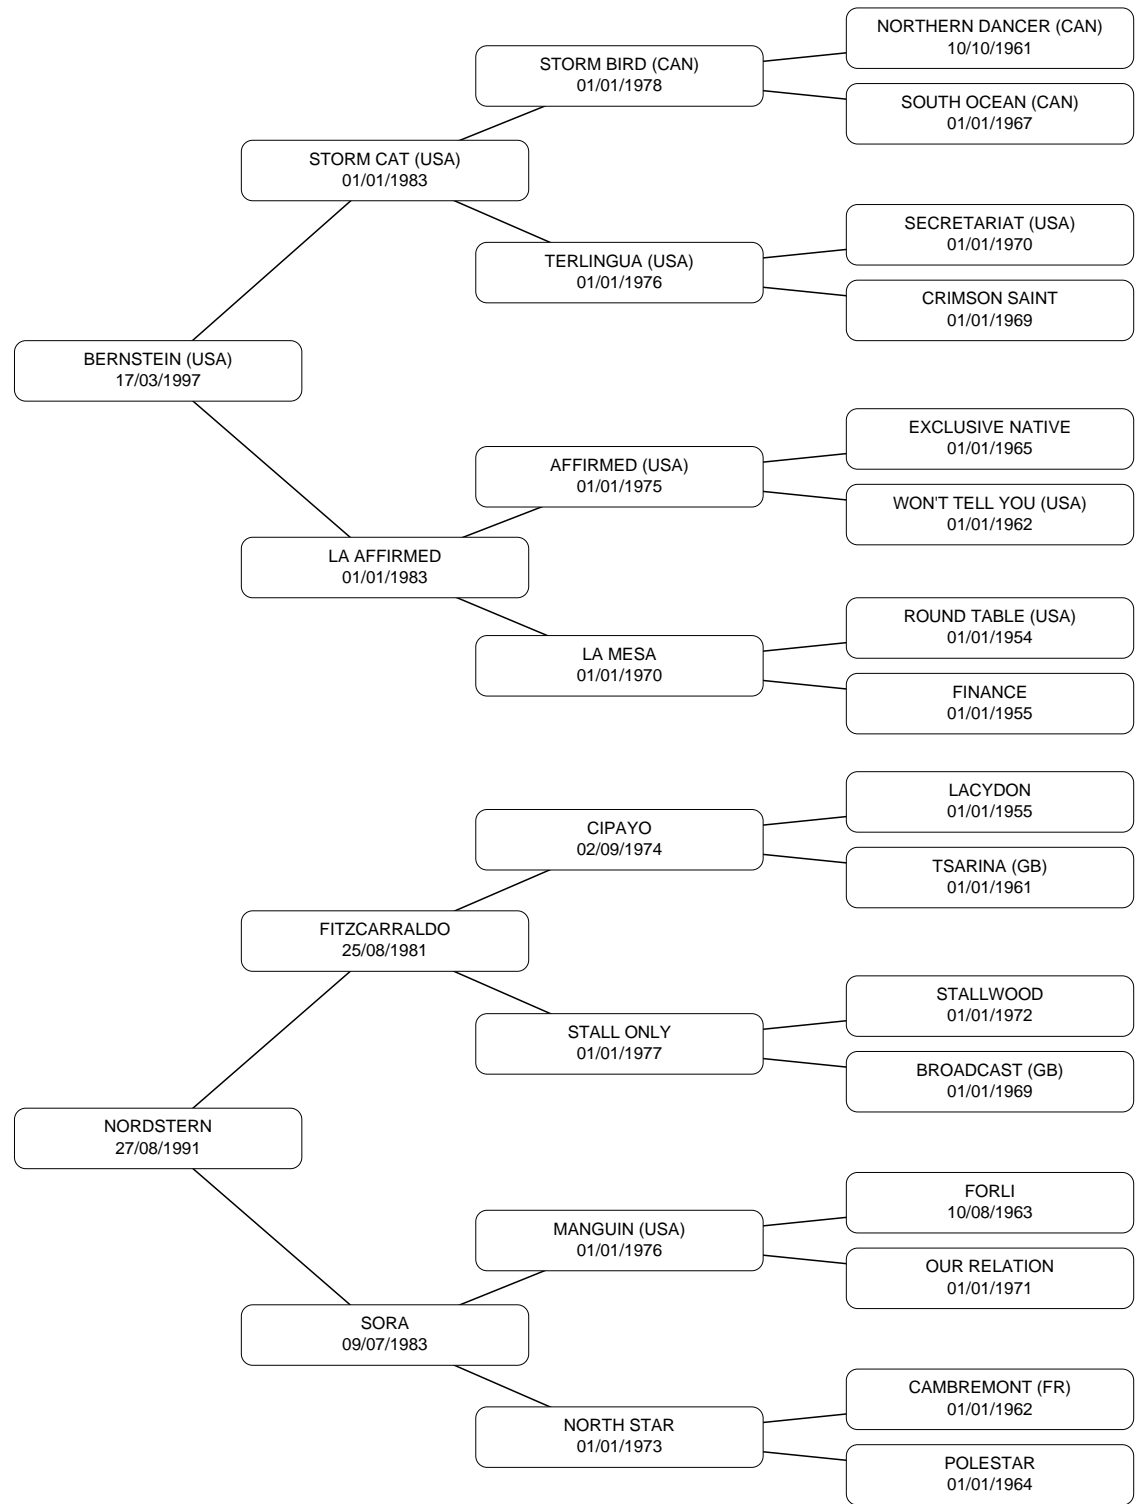 NORTHERN DANCER (CAN)
10/10/1961
STORM BIRD (CAN)
01/01/1978
SOUTH OCEAN (CAN)
01/01/1967
STORM CAT (USA)
01/01/1983
SECRETARIAT (USA)
01/01/1970
TERLINGUA (USA)
01/01/1976
CRIMSON SAINT
01/01/1969
BERNSTEIN (USA)
17/03/1997
EXCLUSIVE NATIVE
01/01/1965
AFFIRMED (USA)
01/01/1975
WON'T TELL YOU (USA)
01/01/1962
LA AFFIRMED
01/01/1983
ROUND TABLE (USA)
01/01/1954
LA MESA
01/01/1970
FINANCE
01/01/1955
LACYDON
01/01/1955
CIPAYO
02/09/1974
TSARINA (GB)
01/01/1961
FITZCARRALDO
25/08/1981
STALLWOOD
01/01/1972
STALL ONLY
01/01/1977
BROADCAST (GB)
01/01/1969
NORDSTERN
27/08/1991
FORLI
10/08/1963
MANGUIN (USA)
01/01/1976
OUR RELATION
01/01/1971
SORA
09/07/1983
CAMBREMONT (FR)
01/01/1962
NORTH STAR
01/01/1973
POLESTAR
01/01/1964